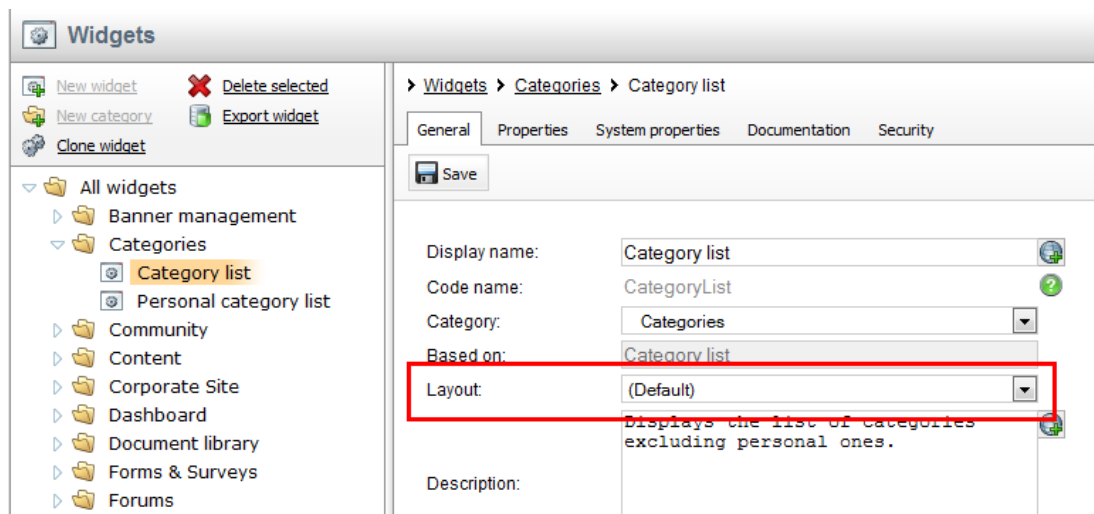 Widgets
New widget Delete selected
New category Export widget
Clone widget
All widgets
Banner management
Categories
Category list
Personal category list
Community
Content
Corporate Site
Dashboard
Document library
Forms & Surveys
Forums
Widgets Categories Category list
General Properties System properties Documentation Security
Save
Display name: Category list
Code name: CategoryList
Category: Categories
Based on: Category list
Layout: (Default)
Displays the list of categories
excluding personal ones.
Description: